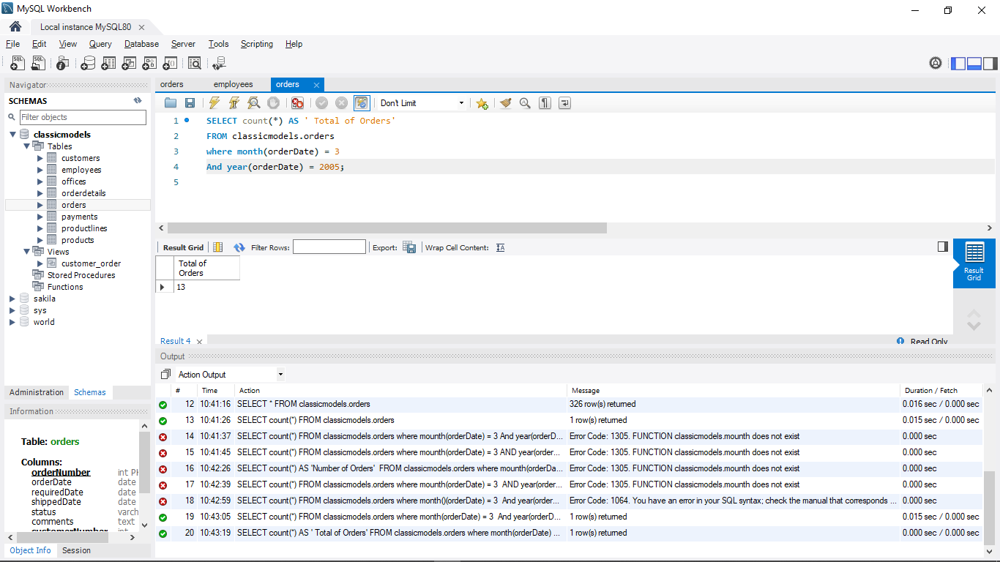 MySQL Workbench
Local instance MySQL80
File Edit View Query Database Server Tools Scripting Help
Navigator
SCHEMAS
Filter objects
classicmodels
Tables
customers
employees
offices
orderdetails
orders
payments
productlines
products
Views
customer_order
Stored Procedures
Functions
sakila
sys
world
Administration Schemas
Information
Table: orders
Columns:
orderNumber int
orderDate date
requiredDate date
shippedDate date
status varch
comments text
customerNumber int
Object Info Session
orders employees orders
Don't Limit
1 SELECT count(*) AS ' Total of Orders'
2 FROM classicmodels.orders
3 where month(orderDate) = 3
4 And year(orderDate) = 2005;
5
Result Grid Filter Rows: Export: Wrap Cell Content:
Total of
Orders
13
Result
Grid
Result 4 Read Only
Output
Action Output
# Time Action Message Duration / Fetch
12 10:41:16 SELECT * FROM classicmodels.orders 326 row(s) returned 0.016 sec / 0.000 sec
13 10:41:26 SELECT count(*) FROM classicmodels.orders 1 row(s) returned 0.015 sec / 0.000 sec
14 10:41:37 SELECT count(*) FROM classicmodels.orders where mounth(orderDate) = 3 And year(orderD... Error Code: 1305. FUNCTION classicmodels.mounth does not exist 0.000 sec
15 10:41:45 SELECT count(*) FROM classicmodels.orders where mounth(orderDate) = 3 AND year(order... Error Code: 1305. FUNCTION classicmodels.mounth does not exist 0.000 sec
16 10:42:26 SELECT count(*) AS 'Number of Orders' FROM classicmodels.orders where mounth(orderDa... Error Code: 1305. FUNCTION classicmodels.mounth does not exist 0.000 sec
17 10:42:39 SELECT count(*) FROM classicmodels.orders where mounth(orderDate) = 3 AND year(order... Error Code: 1305. FUNCTION classicmodels.mounth does not exist 0.000 sec
18 10:42:59 SELECT count(*) FROM classicmodels.orders where month()(orderDate) = 3 And year(order... Error Code: 1064. You have an error in your SQL syntax; check the manual that corresponds ... 0.000 sec
19 10:43:05 SELECT count(*) FROM classicmodels.orders where month(orderDate) = 3 And year(orderD... 1 row(s) returned 0.015 sec / 0.000 sec
20 10:43:19 SELECT count(*) AS ' Total of Orders' FROM classicmodels.orders where month(orderDate) ... 1 row(s) returned 0.000 sec / 0.000 sec